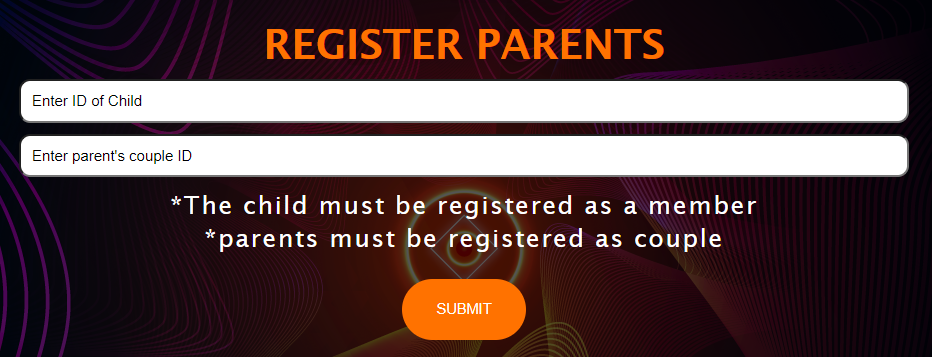 REGISTER PARENTS
Enter ID of Child
Enter parent's couple ID
*The child must be registered as a member
*parents must be registered as couple
SUBMIT